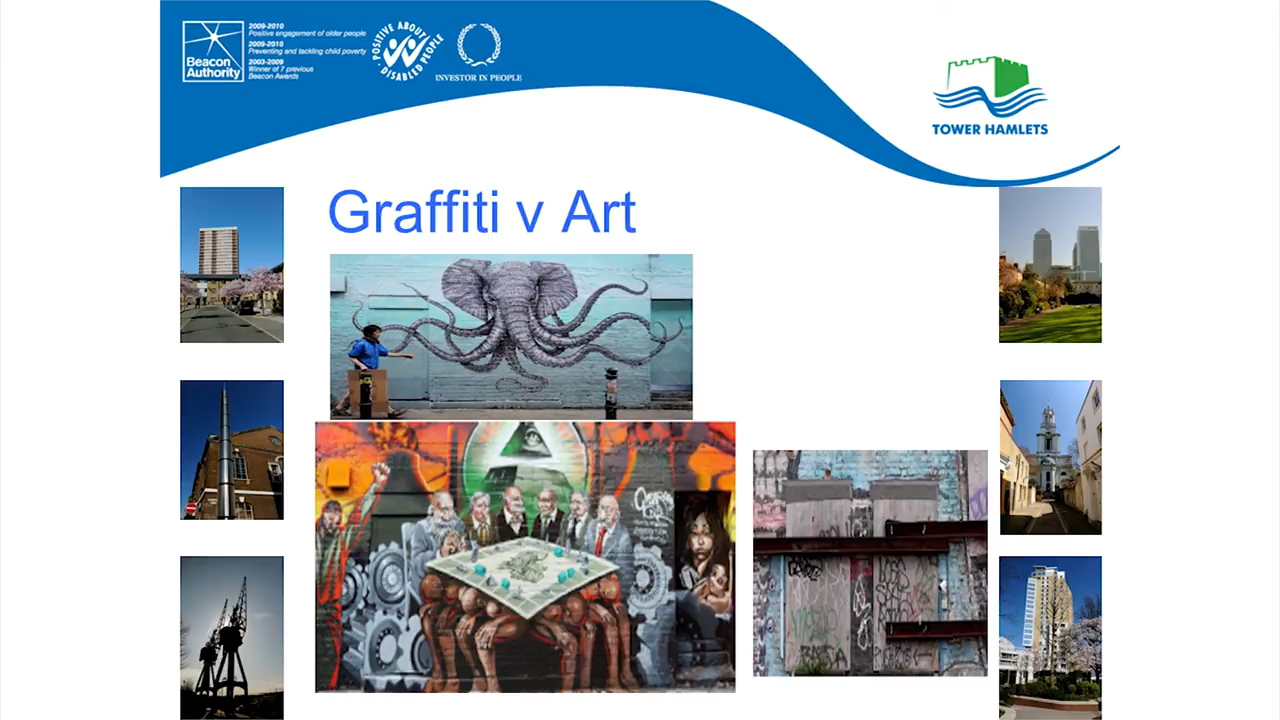 2009-2010
Positive engagement of older people
2009-2010
Preventing and tackling child poverty
2003-2009
Winner of 7 previous
Beacon Awards
Beacon
Authority
POSITIVE ABOUT
DISABLED PEOPLE
INVESTOR IN PEOPLE
TOWER HAMLETS
Graffiti v Art